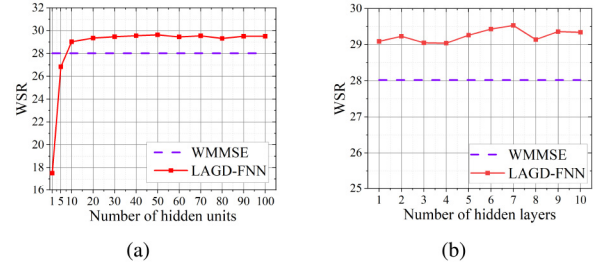 32
30
28
26
24
22
20
18
16
WSR
WMMSE
LAGD-FNN
1 5 10 20 30 40 50 60 70 80 90 100
Number of hidden units
(a)
30
29
28
27
26
25
WSR
WMMSE
LAGD-FNN
1 2 3 4 5 6 7 8 9 10
Number of hidden layers
(b)